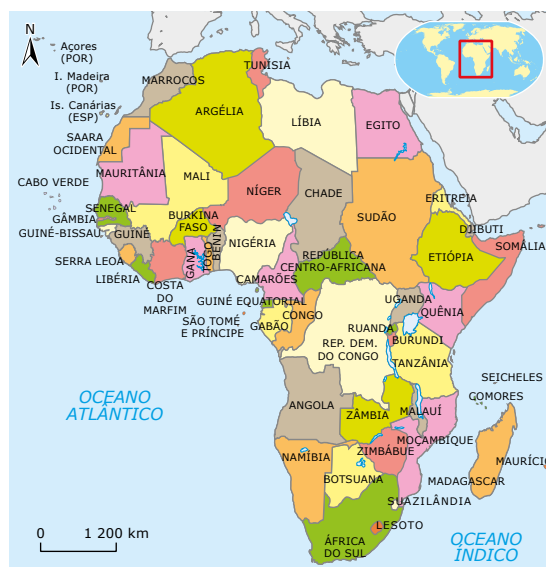 N
Açores
(POR)
I. Madeira
(POR)
Is. Canárias
(ESP)
MARROCOS
TUNÍSIA
ARGÉLIA
LÍBIA
EGITO
SAARA
OCIDENTAL
MAURITÂNIA
MALI
NÍGER
CHADE
SUDÃO
ERITREIA
CABO VERDE
SENEGAL
GÂMBIA
GUINÉ-BISSAU
GUINÉ
BURKINA
FASO
DJIBUTI
SOMÁLIA
SERRA LEOA
LIBÉRIA
COSTA
DO
MARFIM
GANA
TOGO
BENIN
NIGÉRIA
CAMARÕES
REPÚBLICA
CENTRO-AFRICANA
ETIÓPIA
GUINÉ EQUATORIAL
SÃO TOMÉ
E PRÍNCIPE
GABÃO
CONGO
UGANDA
QUÊNIA
RUANDA
BURUNDI
REP. DEM.
DO CONGO
TANZÂNIA
SEICHELES
COMORES
OCEANO
ATLÂNTICO
ANGOLA
ZÂMBIA
MALAUÍ
MOÇAMBIQUE
ZIMBÁBUE
NAMÍBIA
BOTSUANA
MAURÍCIO
MADAGASCAR
SUAZILÂNDIA
LESOTO
ÁFRICA
DO SUL
0 1 200 km
OCEANO
ÍNDICO